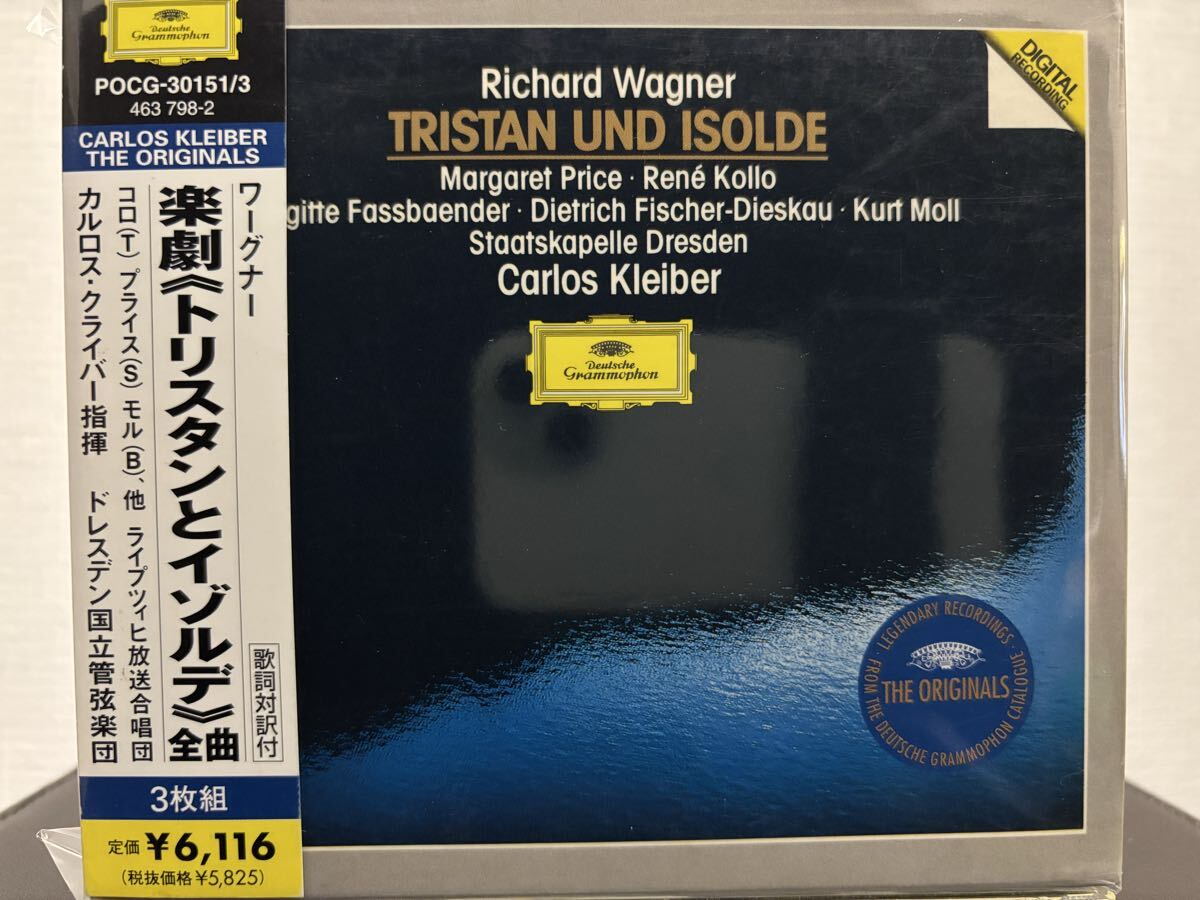 Deutsche
Grammophon
POCG-30151/3
463 798-2
CARLOS KLEIBER
THE ORIGINALS
ワーグナー
楽劇《トリスタンとイゾルデ》全曲
歌詞対訳付
コロ(T) プライス(S) モル(B)、他 ライプツィヒ放送合唱団
カルロス・クライバー指揮 ドレスデン国立管弦楽団
3枚組
定価 ¥6,116
(税抜価格¥5,825)
Richard Wagner
TRISTAN UND ISOLDE
Margaret Price · René Kollo
gitte Fassbaender · Dietrich Fischer-Dieskau · Kurt Moll
Staatskapelle Dresden
Carlos Kleiber
Deutsche
Grammophon
DIGITAL
RECORDING
LEGENDARY RECORDINGS ·
THE ORIGINALS
· FROM THE DEUTSCHE GRAMMOPHON CATALOGUE